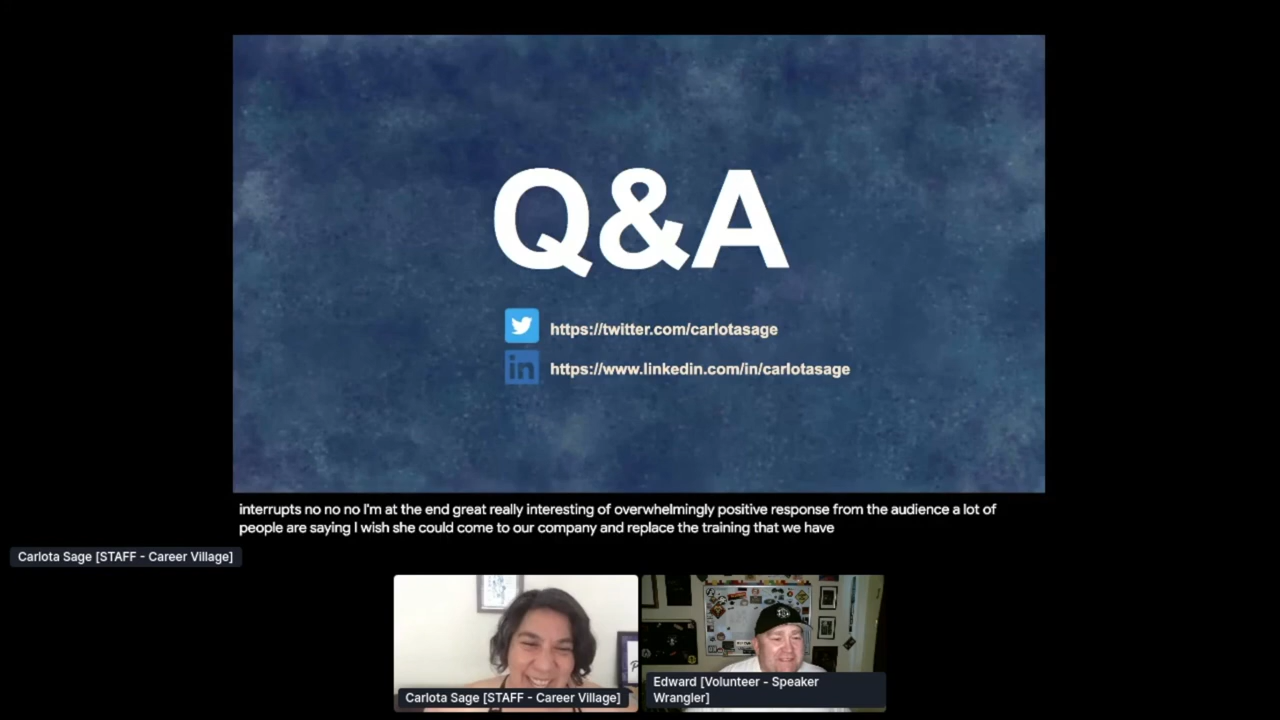 Q&A
https://twitter.com/carlotasage
in https://www.linkedin.com/in/carlotasage
interrupts no no no I'm at the end great really interesting of overwhelmingly positive response from the audience a lot of
people are saying I wish she could come to our company and replace the training that we have
Carlota Sage [STAFF - Career Village]
Carlota Sage [STAFF - Career Village]
Edward [Volunteer - Speaker
Wrangler]